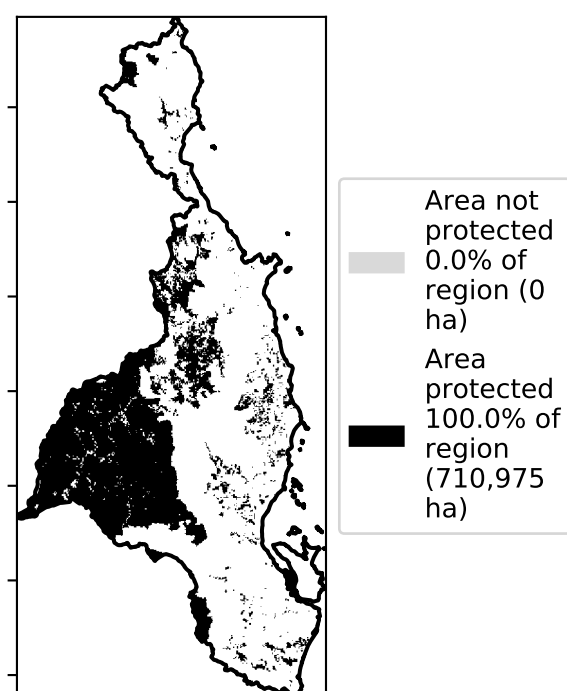 Area not
protected
0.0% of
region (0
ha)
Area
protected
100.0% of
region
(710,975
ha)